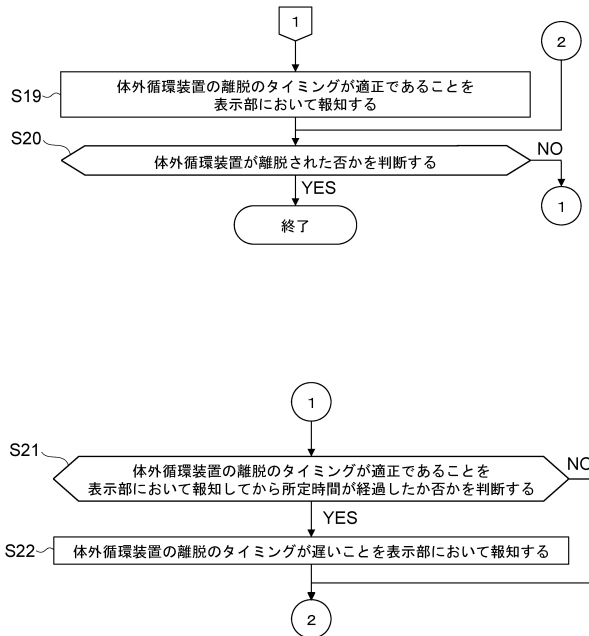 1
2
S19
体外循環装置の離脱のタイミングが適正であることを
表示部において報知する
S20
体外循環装置が離脱された否かを判断する
NO
YES
1
終了
1
S21
体外循環装置の離脱のタイミングが適正であることを
表示部において報知してから所定時間が経過したか否かを判断する
NO
YES
S22
体外循環装置の離脱のタイミングが遅いことを表示部において報知する
2